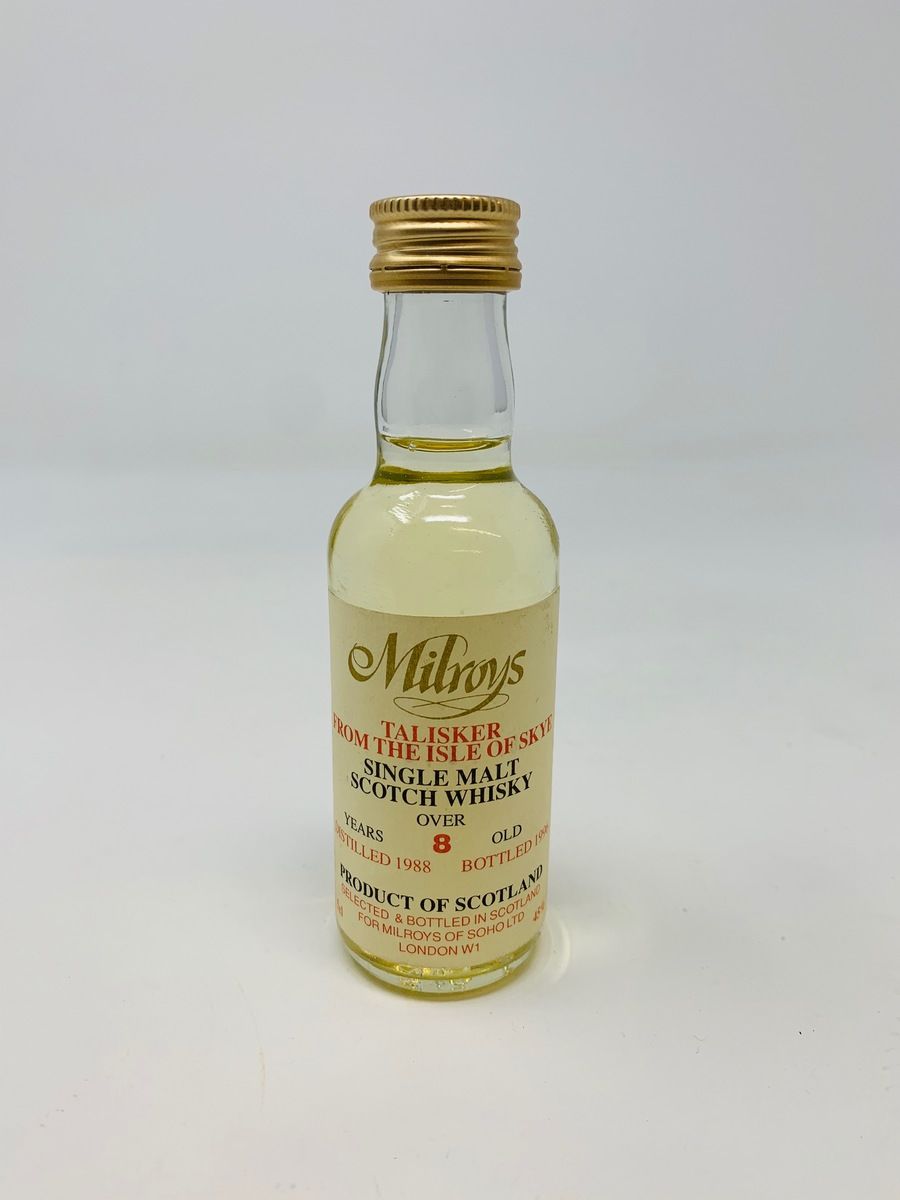 Milroys
TALISKER
FROM THE ISLE OF SKYE
SINGLE MALT
SCOTCH WHISKY
OVER
YEARS 8 OLD
DISTILLED 1988 BOTTLED
PRODUCT OF SCOTLAND
SELECTED & BOTTLED IN SCOTLAND
FOR MILROYS OF SOHO LTD
LONDON W1